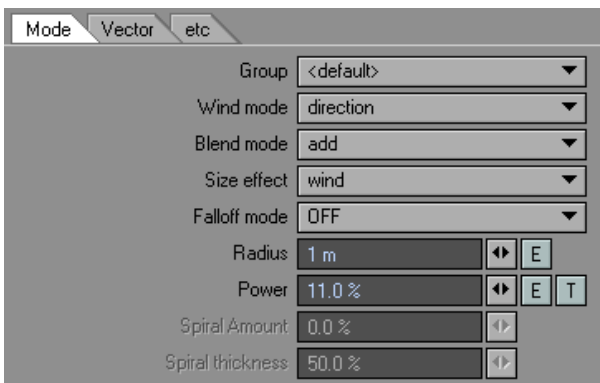 Mode Vector etc
Group <default>
Wind mode direction
Blend mode add
Size effect wind
Falloff mode OFF
Radius 1 m E
Power 11.0 % E T
Spiral Amount 0.0 %
Spiral thickness 50.0 %